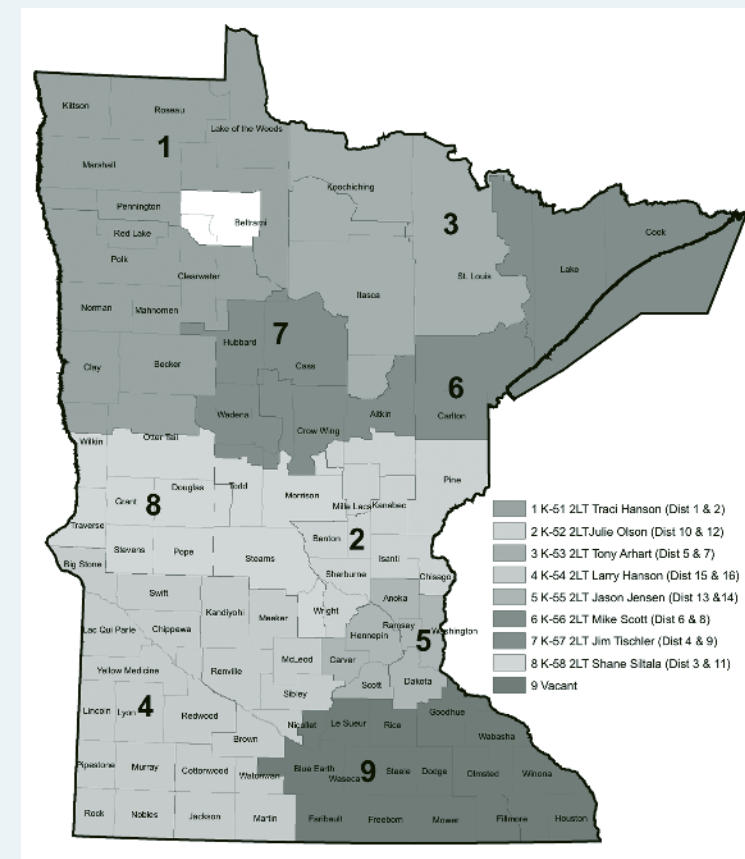 Kittson
Roseau
Lake of the Woods
1
Marshall
Koochiching
Pennington
Beltrami
3
Cook
Red Lake
Polk
Clearwater
St. Louis
Lake
Itasca
Norman
Mahnomen
7
Hubbard
Clay
Becker
Cass
6
Wadena
Aitkin
Carlton
Crow Wing
Wilkin
Otter Tail
Pine
Grant
Douglas
Todd
Morrison
8
Mille Lacs
Kanabec
Traverse
2
Benton
Stevens
Pope
Stearns
Isanti
Big Stone
Sherburne
Chisago
Swift
Anoka
Kandiyohi
Meeker
Wright
Lac Qui Parle
Chippewa
Ramsey
Washington
Hennepin
5
McLeod
Carver
Yellow Medicine
Renville
Scott
Dakota
Sibley
Lincoln
Lyon
4
Redwood
Nicollet
Le Sueur
Rice
Goodhue
Wabasha
Brown
Pipestone
Murray
Cottonwood
Watonwan
Blue Earth
Waseca
9
Steele
Dodge
Olmsted
Winona
Rock
Nobles
Jackson
Martin
Faribault
Freeborn
Mower
Fillmore
Houston
1 K-51 2LT Traci Hanson (Dist 1 & 2)
2 K-52 2LTJulie Olson (Dist 10 & 12)
3 K-53 2LT Tony Arhart (Dist 5 & 7)
4 K-54 2LT Larry Hanson (Dist 15 & 16)
5 K-55 2LT Jason Jensen (Dist 13 &14)
6 K-56 2LT Mike Scott (Dist 6 & 8)
7 K-57 2LT Jim Tischler (Dist 4 & 9)
8 K-58 2LT Shane Siltala (Dist 3 & 11)
9 Vacant